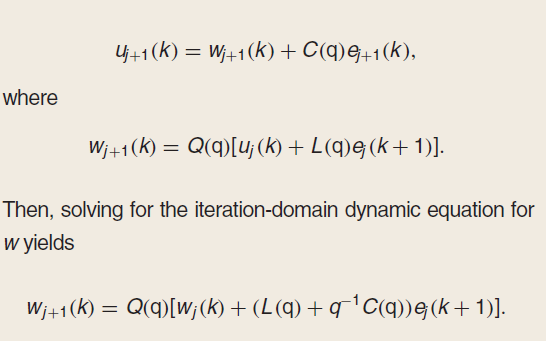 u_{j+1}(k) = w_{j+1}(k) + C(q)e_{j+1}(k),
where
w_{j+1}(k) = Q(q)[u_j(k) + L(q)e_j(k + 1)].
Then, solving for the iteration-domain dynamic equation for
w yields
w_{j+1}(k) = Q(q)[w_j(k) + (L(q) + q^{-1}C(q))e_j(k + 1)].